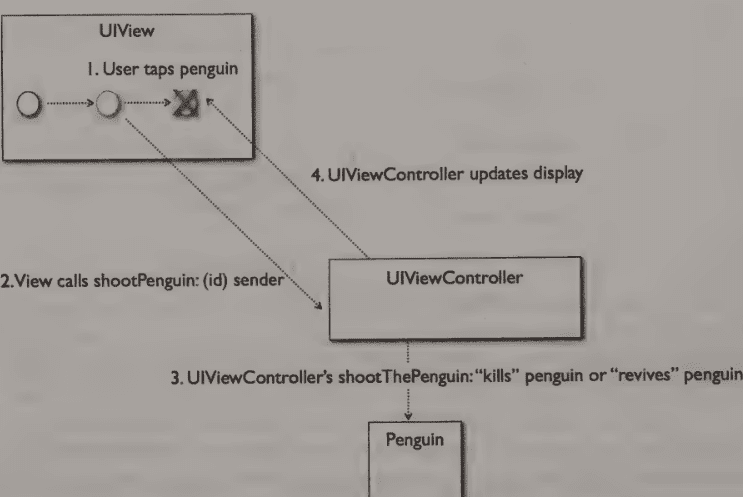 UIView
1. User taps penguin
4. UIViewController updates display
2.View calls shootPenguin: (id) sender
UIViewController
3. UIViewController's shootThePenguin: “kills” penguin or “revives” penguin
Penguin